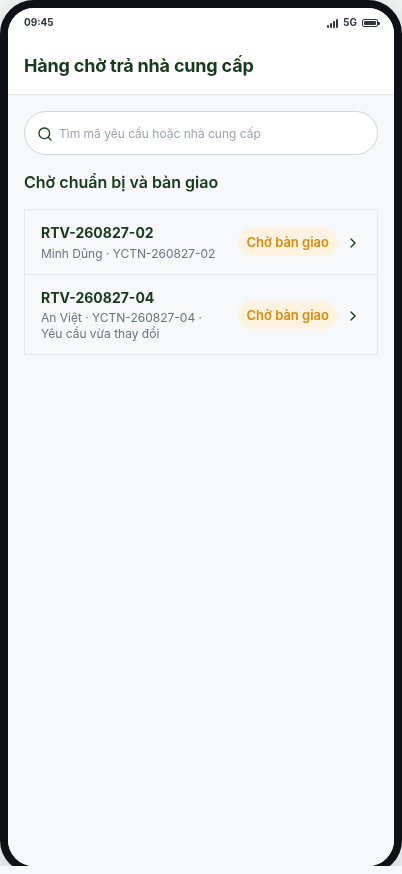 09:45
5G
Hàng chờ trả nhà cung cấp
Tìm mã yêu cầu hoặc nhà cung cấp
Chờ chuẩn bị và bàn giao
RTV-260827-02
Minh Dũng · YCTN-260827-02
Chờ bàn giao
RTV-260827-04
An Việt · YCTN-260827-04 ·
Yêu cầu vừa thay đổi
Chờ bàn giao